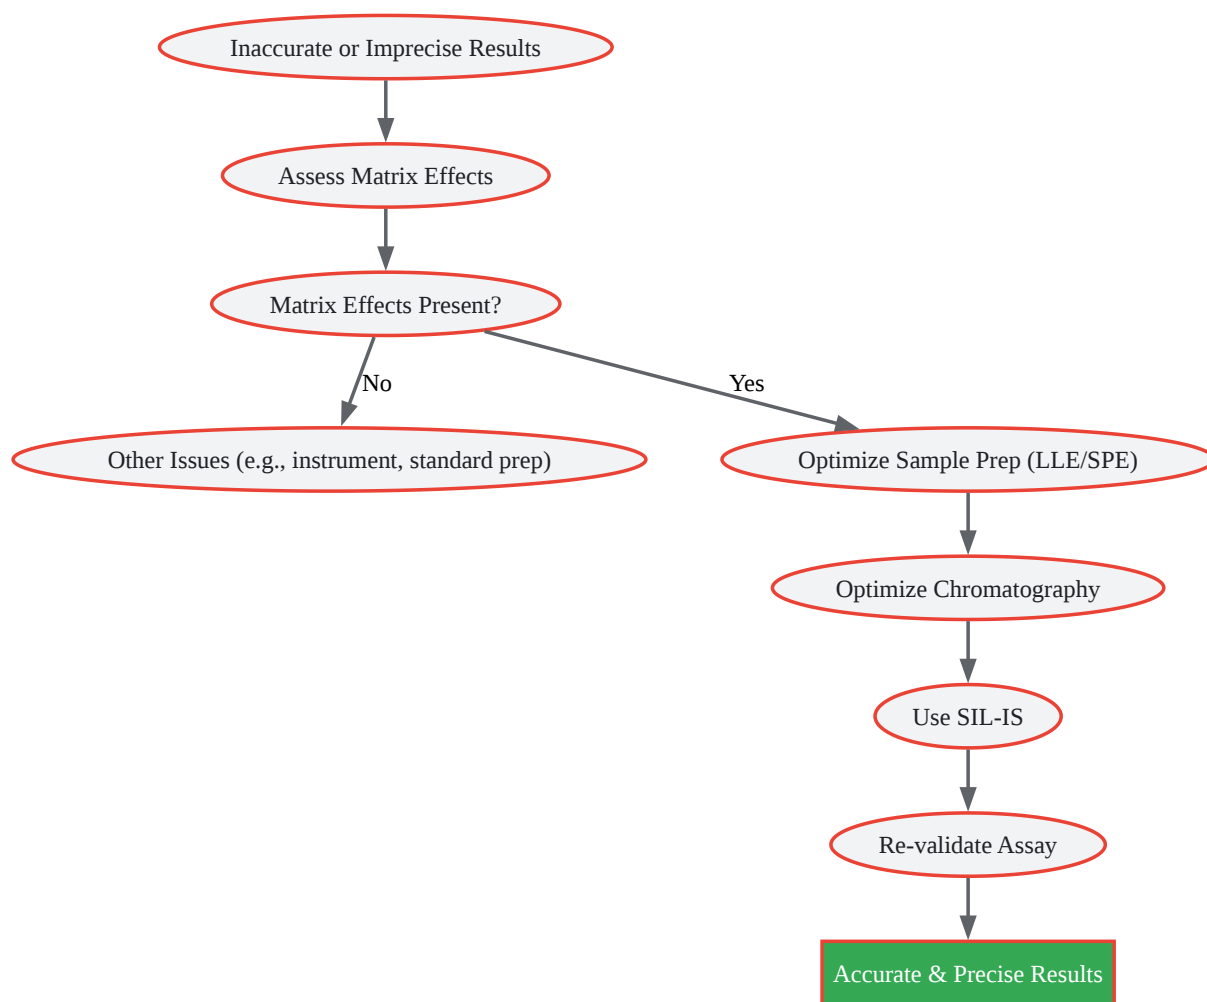 Inaccurate or Imprecise Results
Assess Matrix Effects
Matrix Effects Present?
No
Yes
Other Issues (e.g., instrument, standard prep)
Optimize Sample Prep (LLE/SPE)
Optimize Chromatography
Use SIL-IS
Re-validate Assay
Accurate & Precise Results